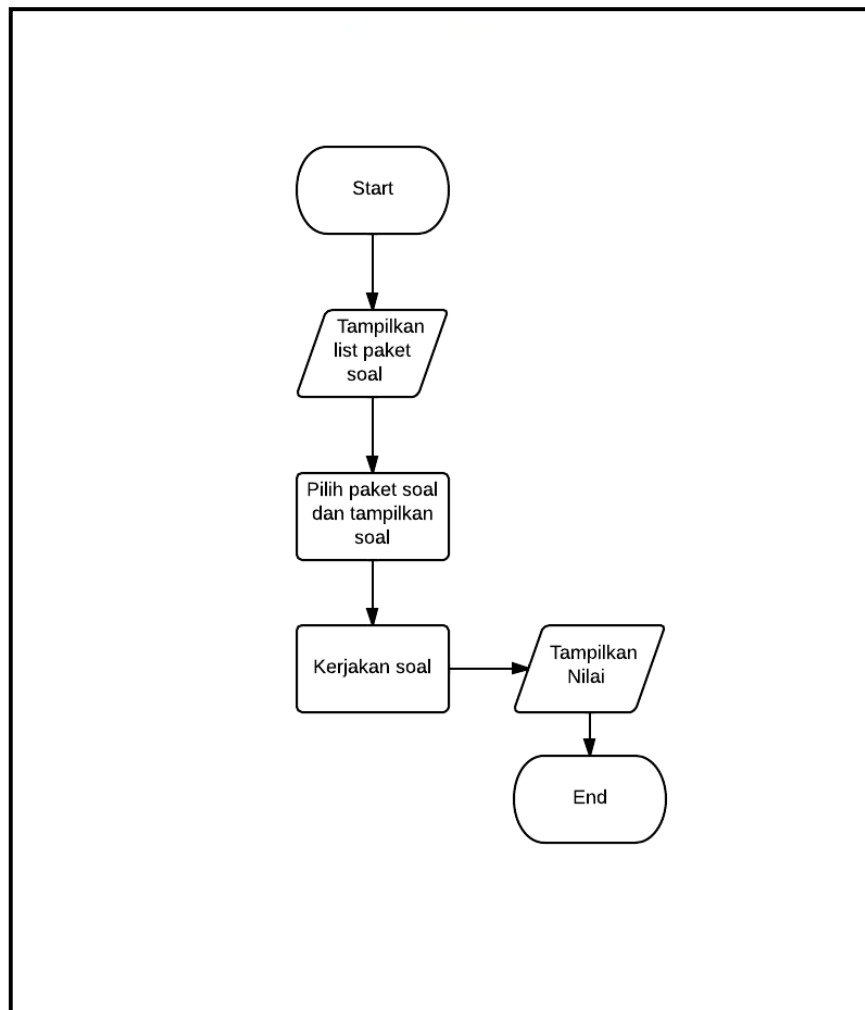 Start
Tampilkan
list paket
soal
Pilih paket soal
dan tampilkan
soal
Kerjakan soal
Tampilkan
Nilai
End